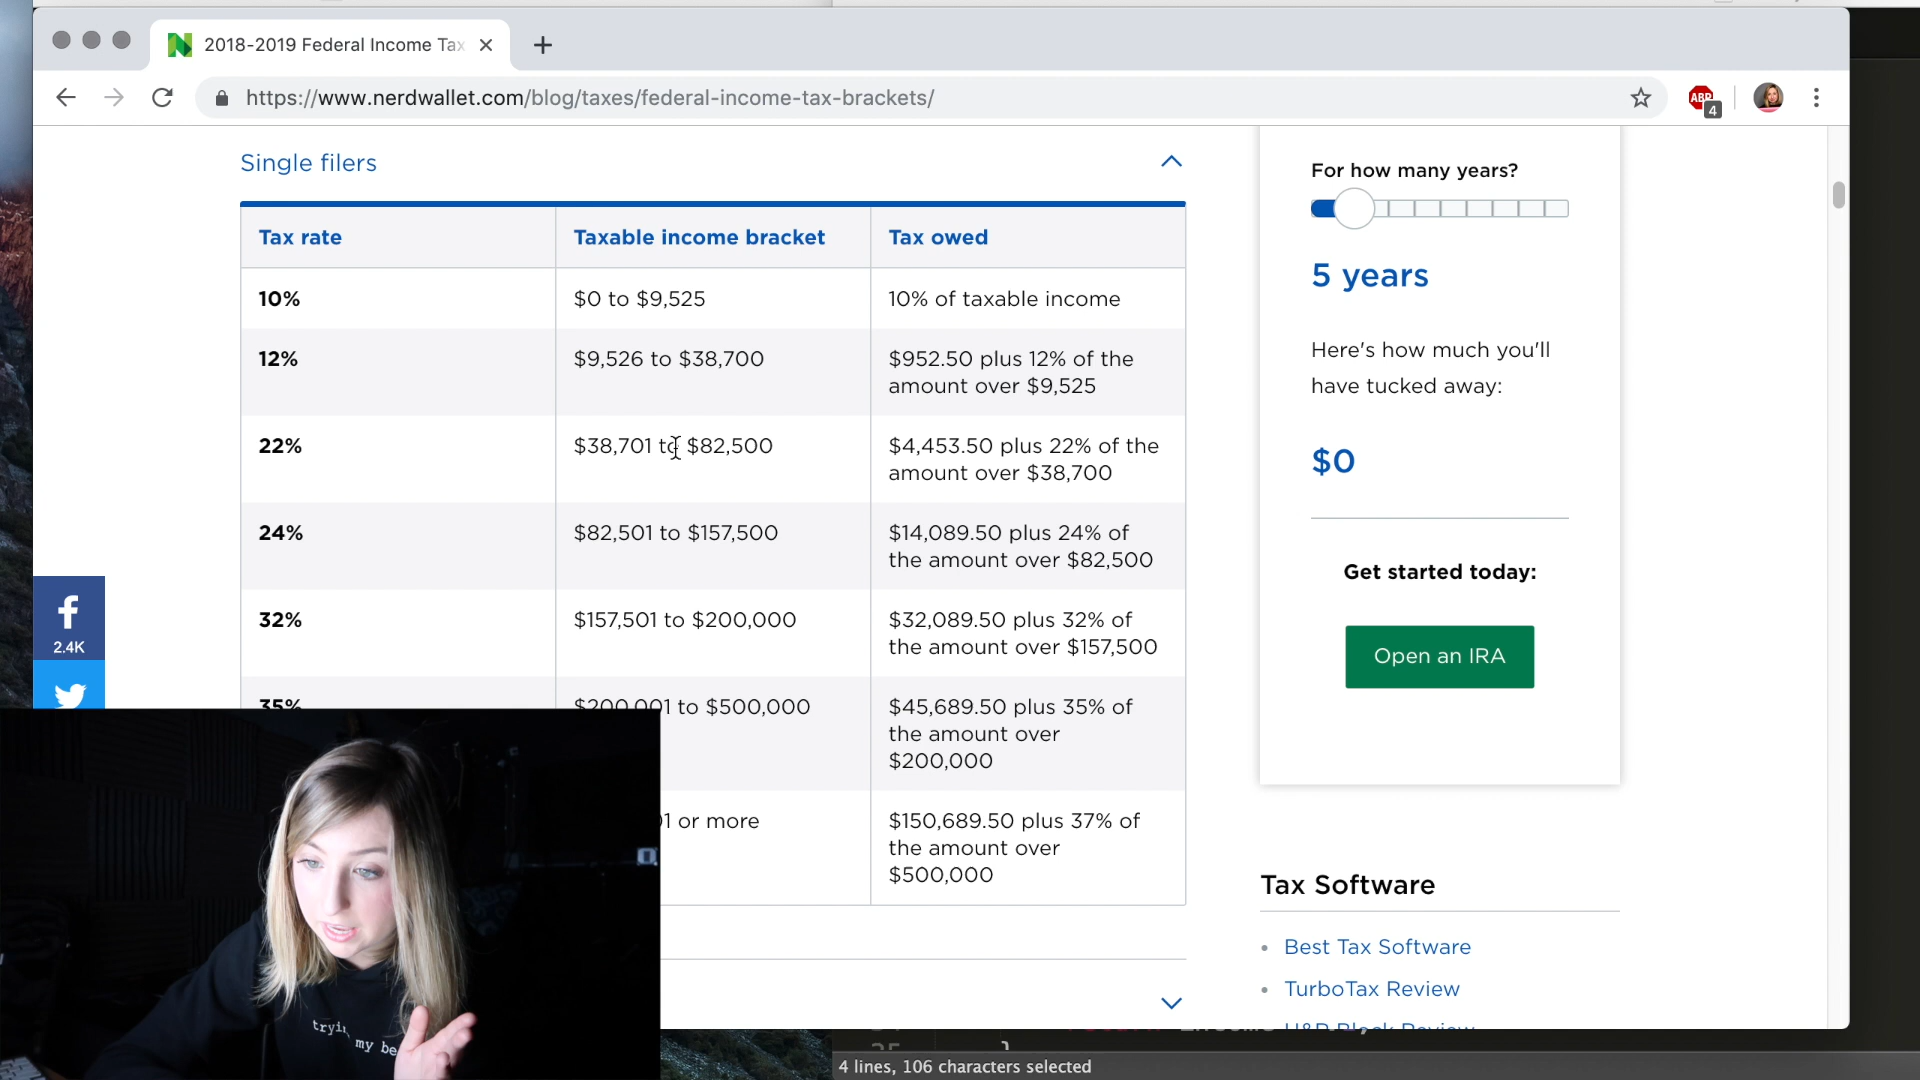 2018-2019 Federal Income Tax
https://www.nerdwallet.com/blog/taxes/federal-income-tax-brackets/
ABP
4
Single filers
Tax rate
Taxable income bracket
Tax owed
10%
$0 to $9,525
10% of taxable income
12%
$9,526 to $38,700
$952.50 plus 12% of the
amount over $9,525
22%
$38,701 to $82,500
$4,453.50 plus 22% of the
amount over $38,700
24%
$82,501 to $157,500
$14,089.50 plus 24% of
the amount over $82,500
32%
$157,501 to $200,000
$32,089.50 plus 32% of
the amount over $157,500
35%
$200,001 to $500,000
$45,689.50 plus 35% of
the amount over
$200,000
1 or more
$150,689.50 plus 37% of
the amount over
$500,000
For how many years?
5 years
Here's how much you'll
have tucked away:
$0
Get started today:
Open an IRA
Tax Software
Best Tax Software
TurboTax Review
H&R Block Review
2.4K
my be
4 lines, 106 characters selected